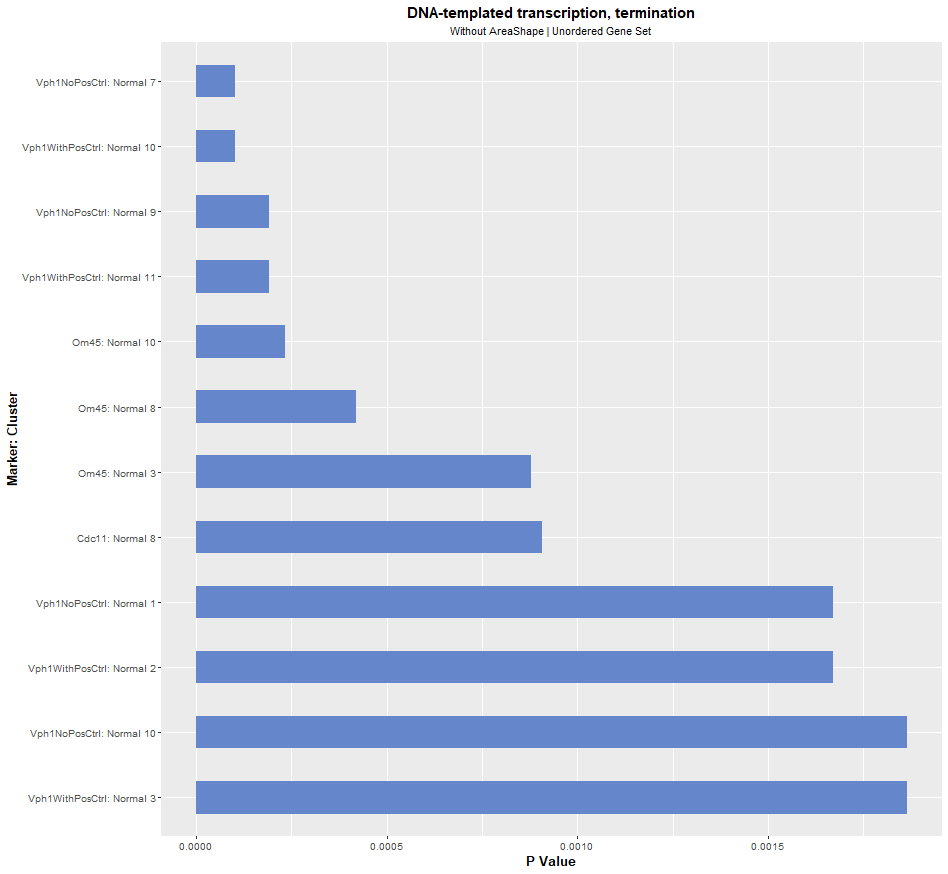 DNA-templated transcription, termination
Without AreaShape | Unordered Gene Set
Marker: Cluster
Vph1NoPosCtrl: Normal 7
Vph1WithPosCtrl: Normal 10
Vph1NoPosCtrl: Normal 9
Vph1WithPosCtrl: Normal 11
Om45: Normal 10
Om45: Normal 8
Om45: Normal 3
Cdc11: Normal 8
Vph1NoPosCtrl: Normal 1
Vph1WithPosCtrl: Normal 2
Vph1NoPosCtrl: Normal 10
Vph1WithPosCtrl: Normal 3
0.0000 0.0005 0.0010 0.0015
P Value